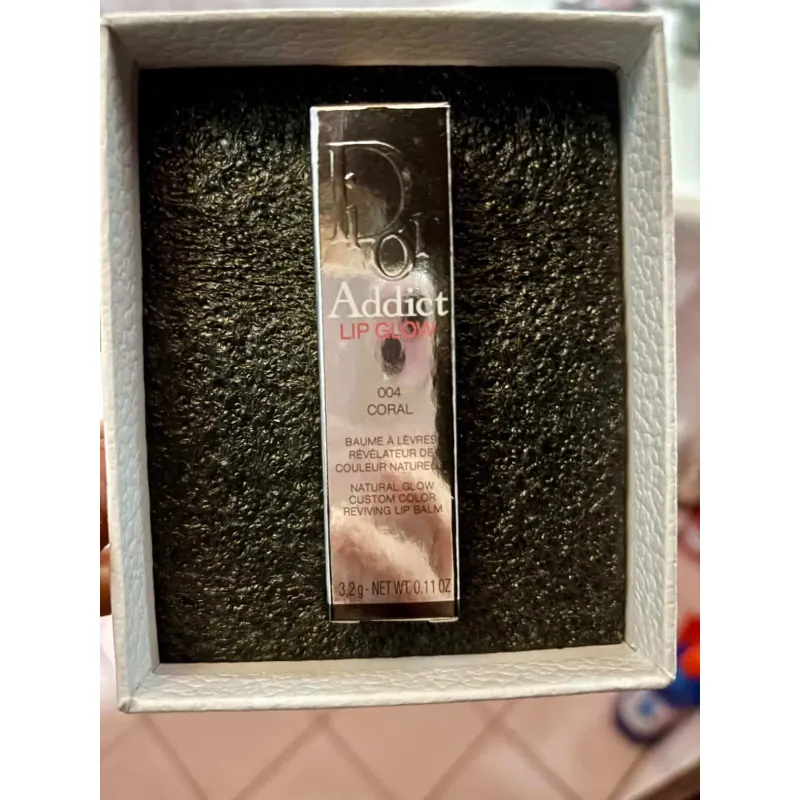 Dior
Addict
LIP GLOW
004
CORAL
BAUME À LÈVRES
RÉVÉLATEUR DE
COULEUR NATURELLE
NATURAL GLOW
CUSTOM COLOR
REVIVING LIP BALM
3,2 g - NET WT. 0.11 OZ